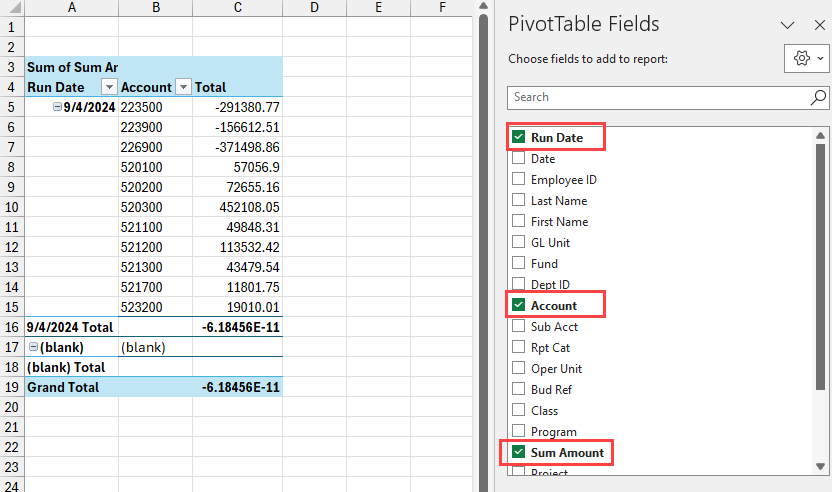 A B C D E F
1
2
3 Sum of Sum Ar
4 Run Date Account Total
5 9/4/2024 223500 -291380.77
6 223900 -156612.51
7 226900 -371498.86
8 520100 57056.9
9 520200 72655.16
10 520300 452108.05
11 521100 49848.31
12 521200 113532.42
13 521300 43479.54
14 521700 11801.75
15 523200 19010.01
16 9/4/2024 Total -6.18456E-11
17 (blank) (blank)
18 (blank) Total
19 Grand Total -6.18456E-11
20
21
22
23
24
PivotTable Fields
Choose fields to add to report:
Search
Run Date
Date
Employee ID
Last Name
First Name
GL Unit
Fund
Dept ID
Account
Sub Acct
Rpt Cat
Oper Unit
Bud Ref
Class
Program
Sum Amount
Project